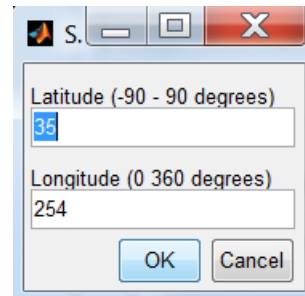 S.
Latitude (-90 - 90 degrees)
35
Longitude (0 360 degrees)
254
OK Cancel